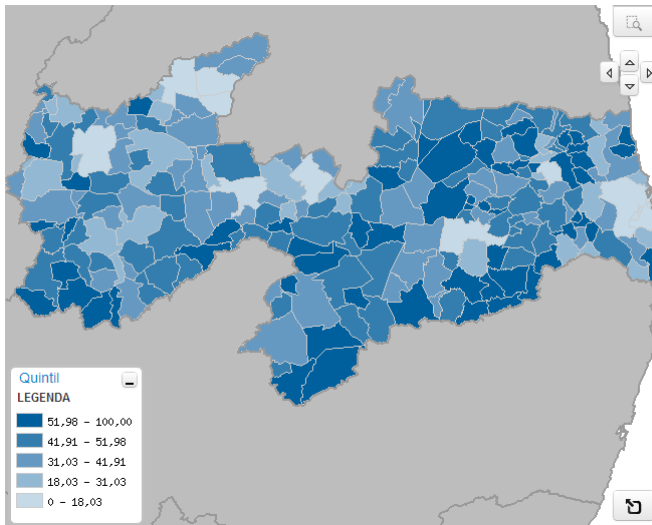 Quintil
LEGENDA
51,98 - 100,00
41,91 - 51,98
31,03 - 41,91
18,03 - 31,03
0 - 18,03